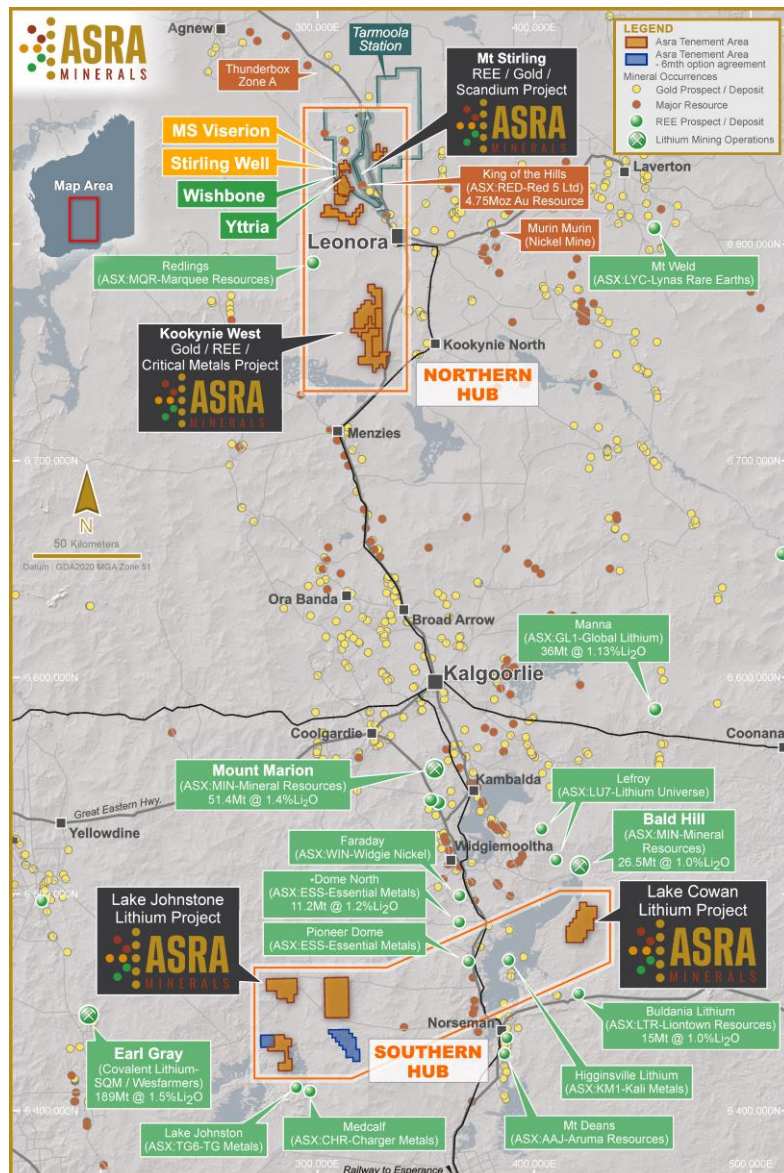 ASRA
MINERALS
Agnew
300 000E
400 000E
Tarmoola
Station
Thunderbox
Zone A
Mt Stirling
REE / Gold /
Scandium Project
ASRA
MINERALS
LEGEND
Asra Tenement Area
Asra Tenement Area
- 6mth option agreement
Mineral Occurrences
Gold Prospect / Deposit
Major Resource
REE Prospect / Deposit
Lithium Mining Operations
Map Area
MS Viserion
Stirling Well
Wishbone
Yttria
King of the Hills
(ASX:RED-Red 5 Ltd)
4.75Moz Au Resource
Laverton
Leonora
Murin Murin
(Nickel Mine)
6 800 000N
Redlings
(ASX:MQR-Marquee Resources)
Mt Weld
(ASX:LYC-Lynas Rare Earths)
Kookynie West
Gold / REE /
Critical Metals Project
ASRA
MINERALS
Kookynie North
NORTHERN
HUB
Menzies
6 700 000N
6 700 000N
N
50 Kilometers
Datum : GDA2020 MGA Zone 51
Ora Banda
Broad Arrow
Manna
(ASX:GL1-Global Lithium)
36Mt @ 1.13%Li2O
Kalgoorlie
6 600 000N
6 600 000N
Coolgardie
Coonana
Mount Marion
(ASX:MIN-Mineral Resources)
51.4Mt @ 1.4%Li2O
Kambalda
Great Eastern Hwy.
Yellowdine
Lefroy
(ASX:LU7-Lithium Universe)
Bald Hill
(ASX:MIN-Mineral
Resources)
26.5Mt @ 1.0%Li2O
Faraday
(ASX:WIN-Widgie Nickel)
Widgiemooltha
Dome North
(ASX:ESS-Essential Metals)
11.2Mt @ 1.2%Li2O
6 500 000N
Lake Johnstone
Lithium Project
ASRA
MINERALS
Pioneer Dome
(ASX:ESS-Essential Metals)
Lake Cowan
Lithium Project
ASRA
MINERALS
Norseman
Buldania Lithium
(ASX:LTR-Liontown Resources)
15Mt @ 1.0%Li2O
Earl Gray
(Covalent Lithium-
SQM / Wesfarmers)
189Mt @ 1.5%Li2O
SOUTHERN
HUB
Higginsville Lithium
(ASX:KM1-Kali Metals)
6 400 000N
6 400 000N
Lake Johnston
(ASX:TG6-TG Metals)
Medcalf
(ASX:CHR-Charger Metals)
Mt Deans
(ASX:AAJ-Aruma Resources)
300 000E
400 000E
500 000E
Railway to Esperance